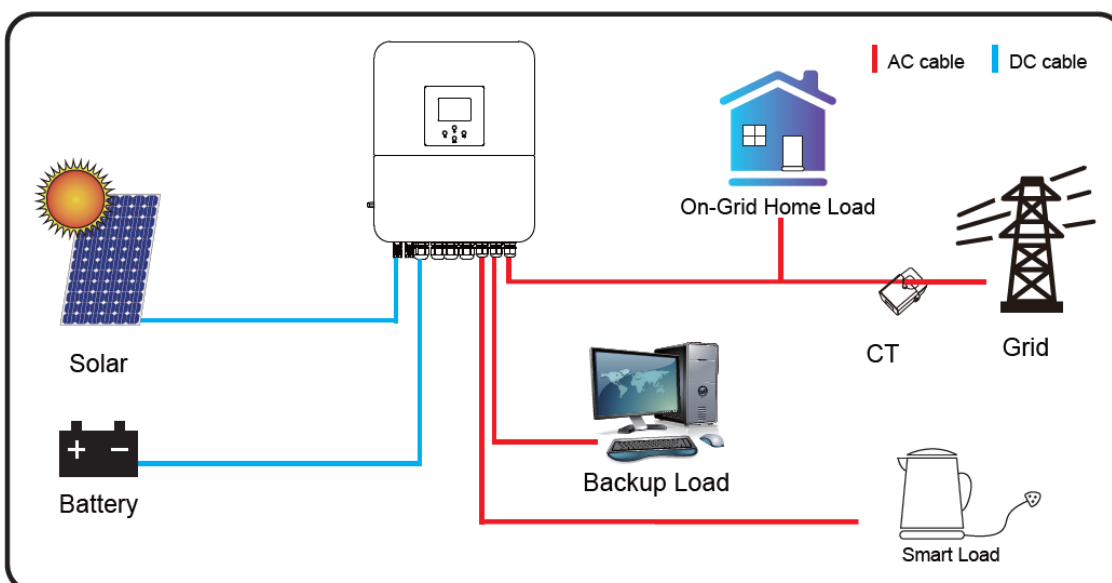 AC cable
DC cable
On-Grid Home Load
Solar
CT
Grid
Battery
Backup Load
Smart Load